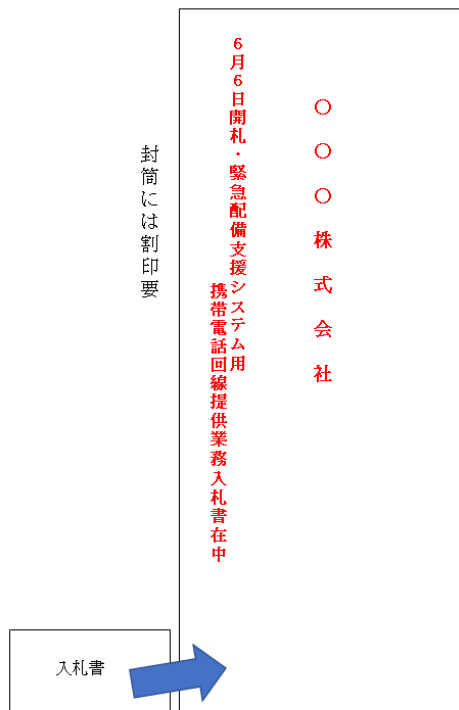 〇〇〇株式会社
6月6日開札・緊急配備支援システム用
携帯電話回線提供業務入札書在中
封筒には割印要
入札書